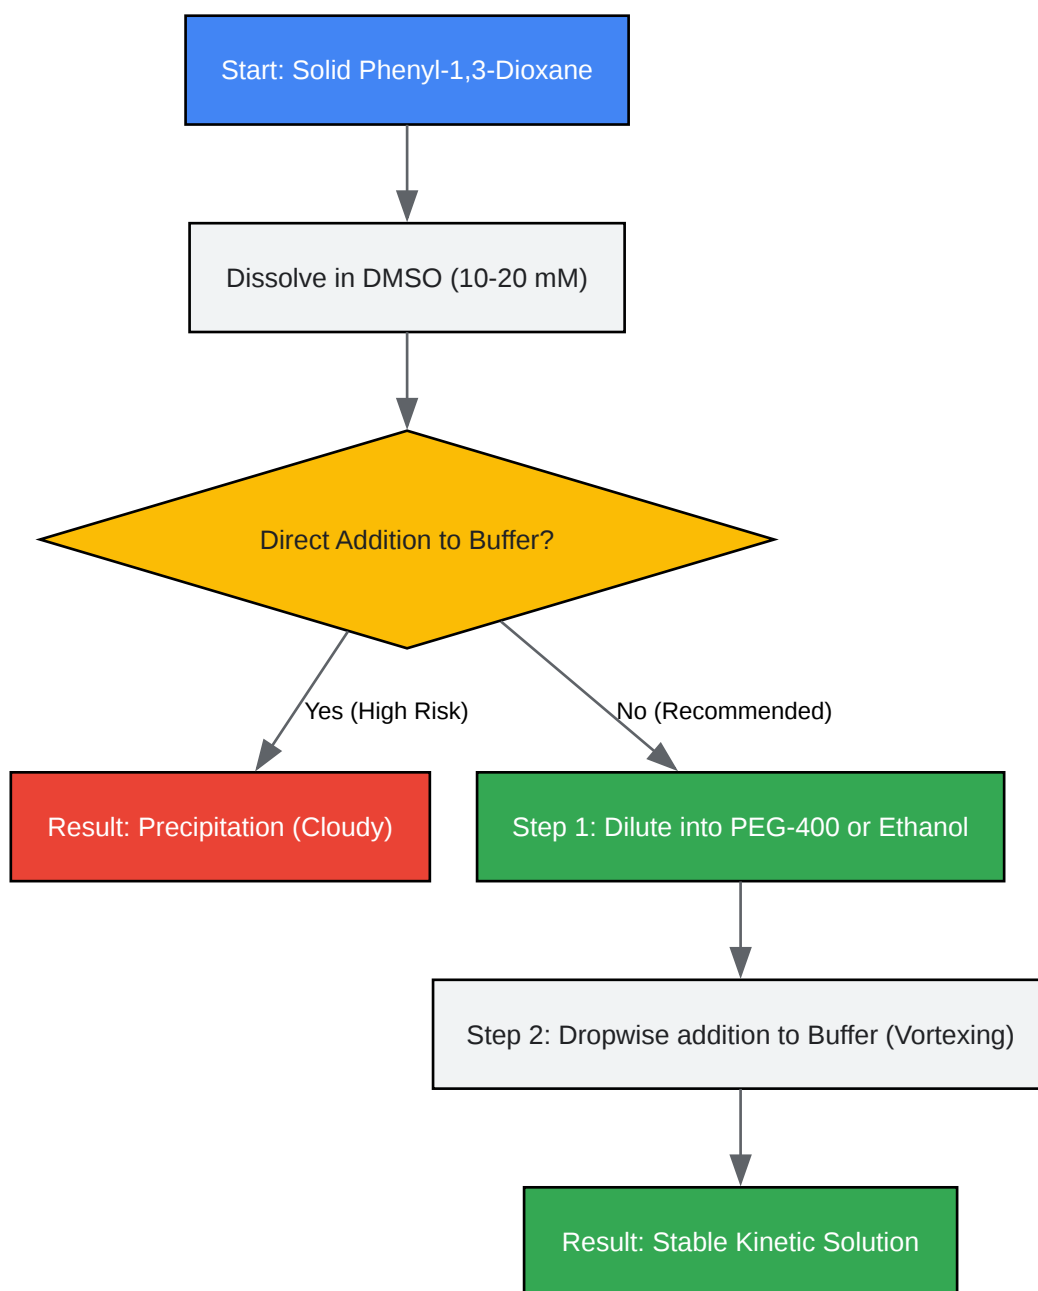 Start: Solid Phenyl-1,3-Dioxane
Dissolve in DMSO (10-20 mM)
Direct Addition to Buffer?
Yes (High Risk)
No (Recommended)
Result: Precipitation (Cloudy)
Step 1: Dilute into PEG-400 or Ethanol
Step 2: Dropwise addition to Buffer (Vortexing)
Result: Stable Kinetic Solution